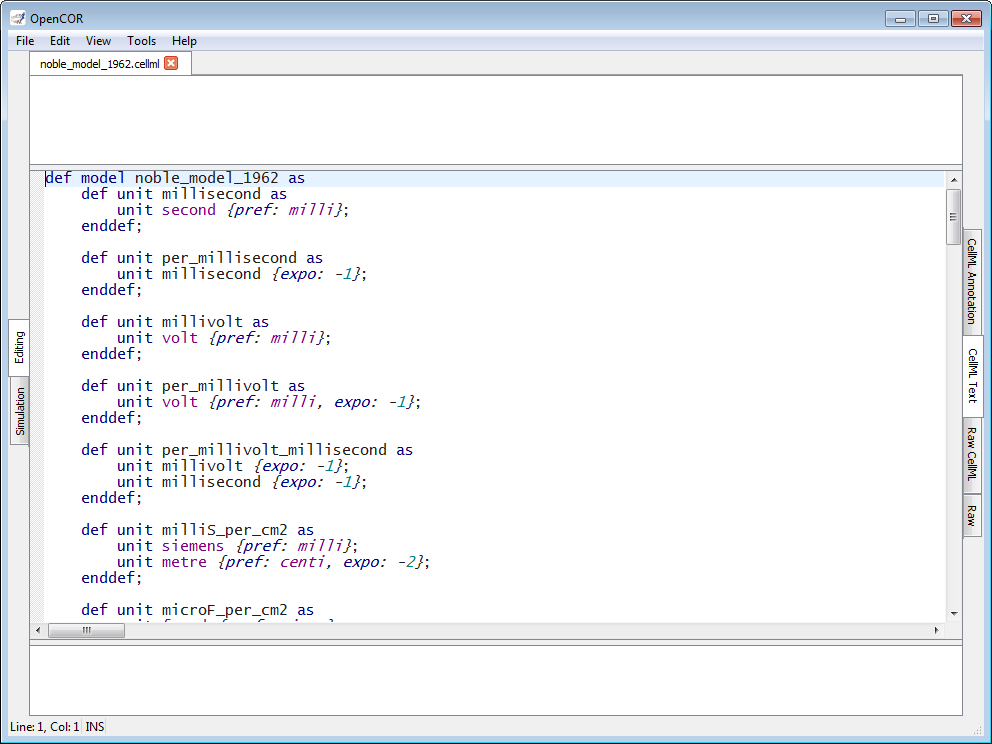 OpenCOR
File Edit View Tools Help
noble_model_1962.cellml
def model noble_model_1962 as
def unit millisecond as
unit second {pref: milli};
enddef;
def unit per_millisecond as
unit millisecond {expo: -1};
enddef;
def unit millivolt as
unit volt {pref: milli};
enddef;
def unit per_millivolt as
unit volt {pref: milli, expo: -1};
enddef;
def unit per_millivolt_millisecond as
unit millivolt {expo: -1};
unit millisecond {expo: -1};
enddef;
def unit milliS_per_cm2 as
unit siemens {pref: milli};
unit metre {pref: centi, expo: -2};
enddef;
def unit microF_per_cm2 as
Editing
Simulation
CellML Annotation
CellML Text
Raw CellML
Raw
Line: 1, Col: 1 INS